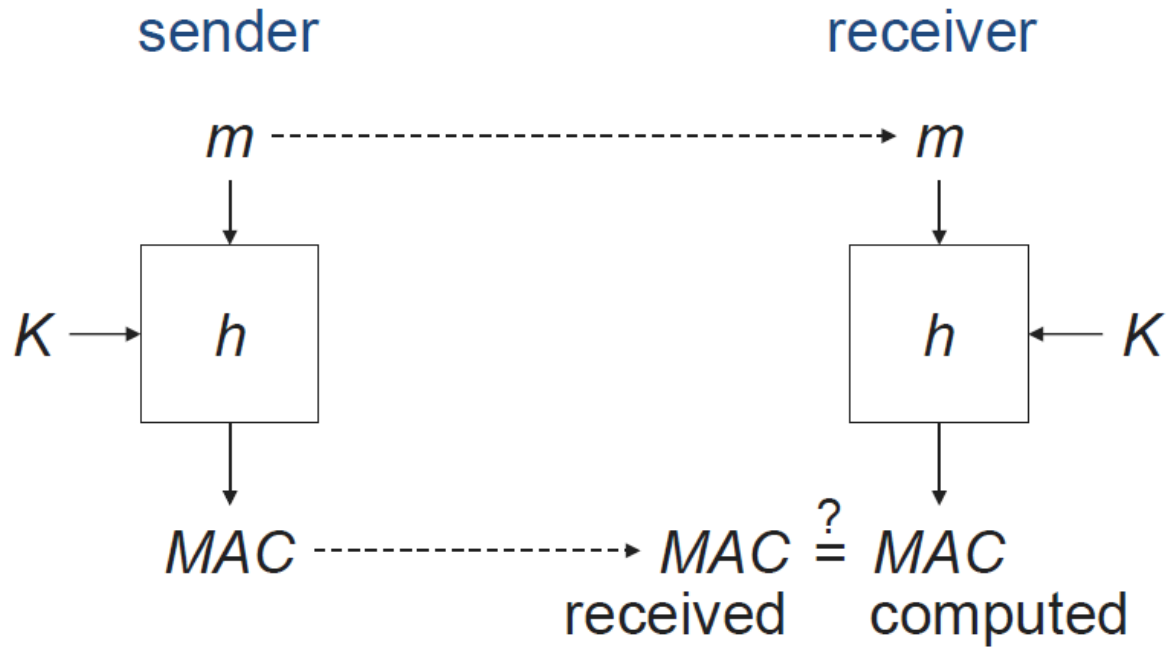 sender receiver
m m
K h h K
?
MAC MAC = MAC
received computed